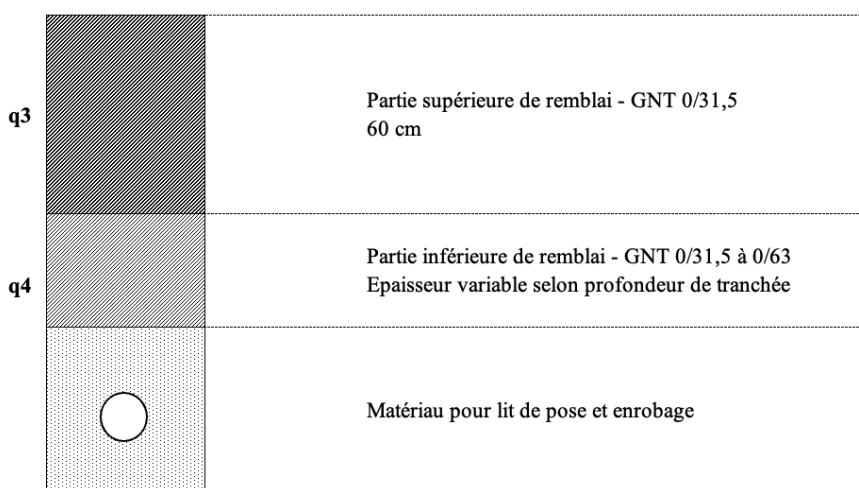 q3
Partie supérieure de remblai - GNT 0/31,5
60 cm
Partie inférieure de remblai - GNT 0/31,5 à 0/63
q4
Epaisseur variable selon profondeur de tranchée
Matériau pour lit de pose et enrobage